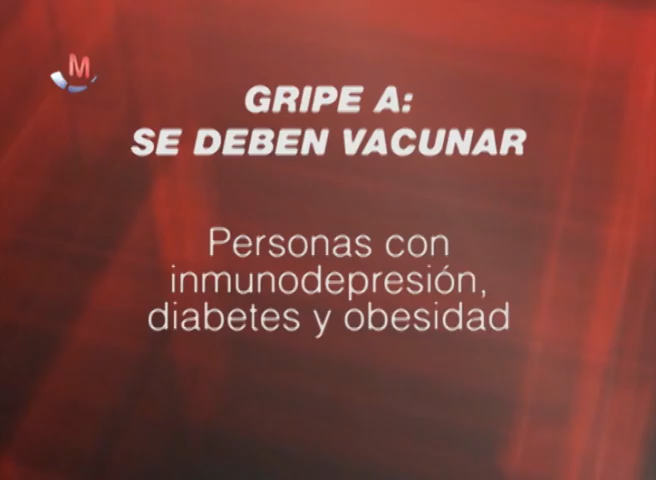 M
GRIPE A:
SE DEBEN VACUNAR
Personas con
inmunodepresión,
diabetes y obesidad